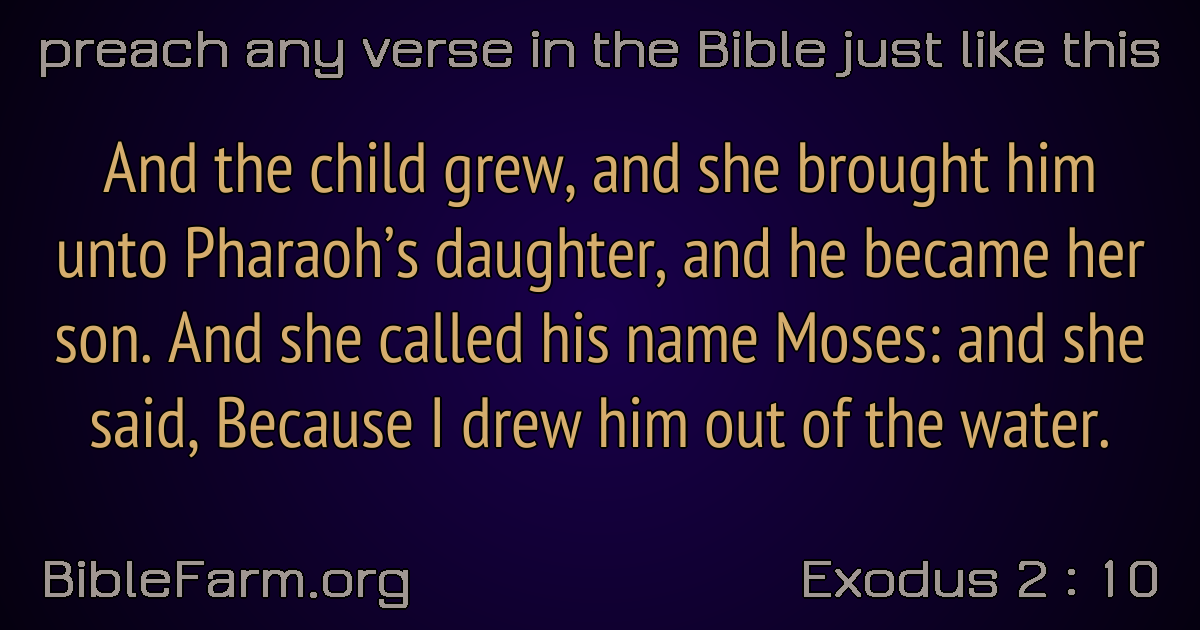 preach any verse in the Bible just like this
And the child grew, and she brought him
unto Pharaoh’s daughter, and he became her
son. And she called his name Moses: and she
said, Because I drew him out of the water.
BibleFarm.org
Exodus 2 : 10